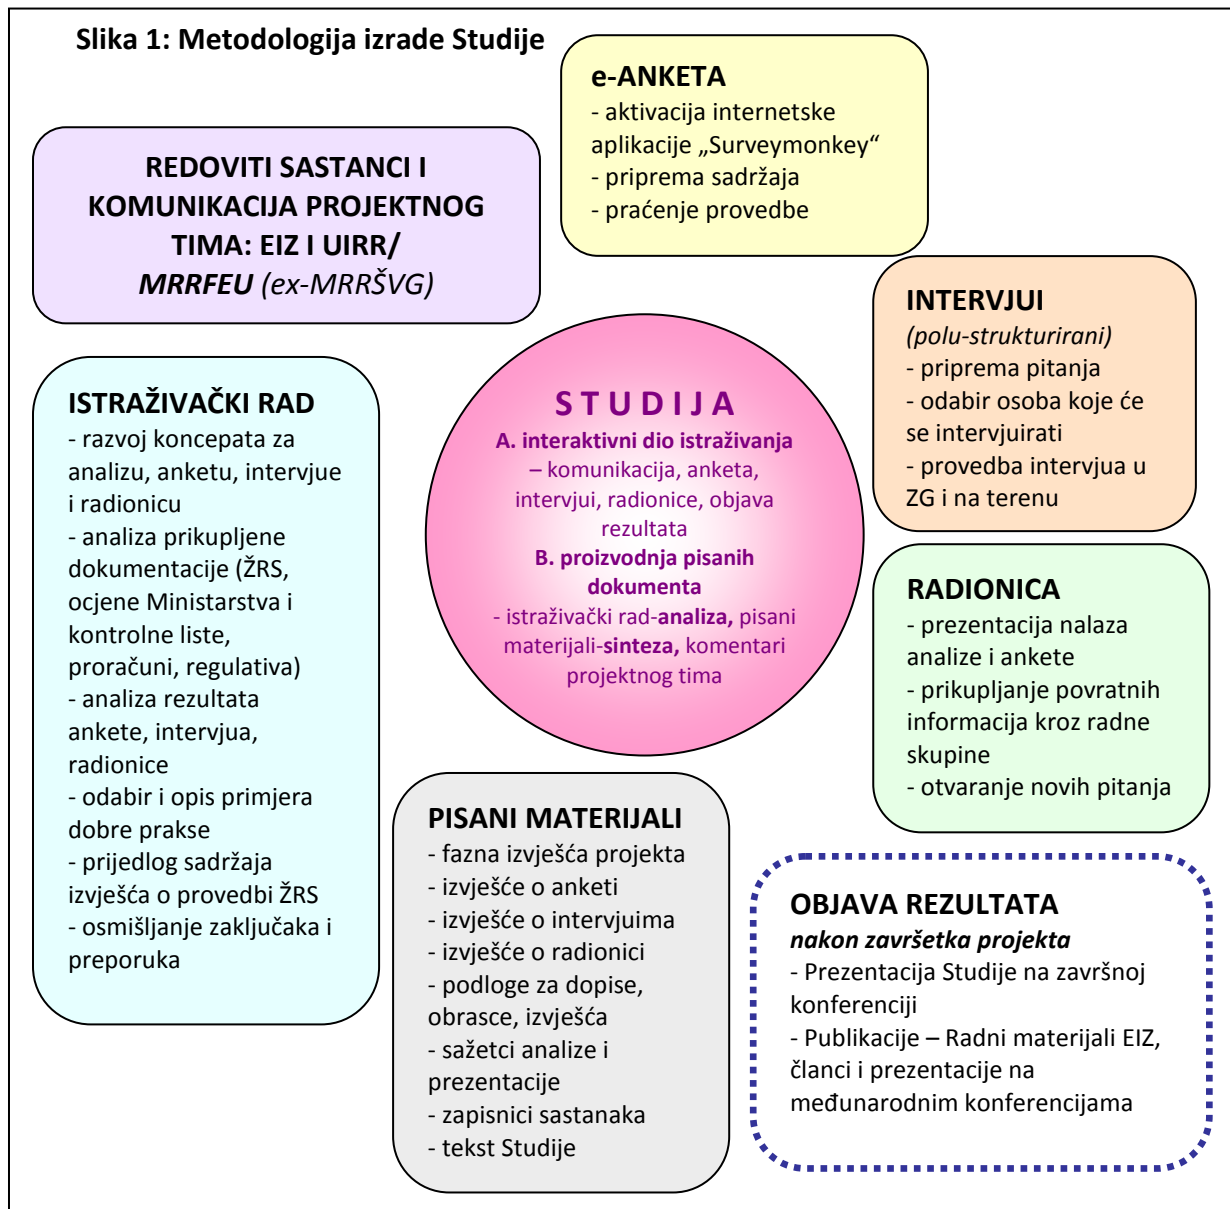 Slika 1: Metodologija izrade Studije
e-ANKETA
- aktivacija internetske
aplikacije „Surveymonkey“
- priprema sadržaja
- praćenje provedbe
REDOVITI SASTANCI I
KOMUNIKACIJA PROJEKTNOG
TIMA: EIZ I UIRR/
MRRFEU (ex-MRRŠVG)
INTERVJUI
(polu-strukturirani)
- priprema pitanja
- odabir osoba koje će
se intervjuirati
- provedba intervjua u
ZG i na terenu
ISTRAŽIVAČKI RAD
- razvoj koncepata za
analizu, anketu, intervjue
i radionicu
- analiza prikupljene
dokumentacije (ŽRS,
ocjene Ministarstva i
kontrolne liste,
proračuni, regulativa)
- analiza rezultata
ankete, intervjua,
radionice
- odabir i opis primjera
dobre prakse
- prijedlog sadržaja
izvješća o provedbi ŽRS
- osmišljanje zaključaka i
preporuka
S T U D I J A
A. interaktivni dio istraživanja
– komunikacija, anketa,
intervjui, radionice, objava
rezultata
B. proizvodnja pisanih
dokumenta
- istraživački rad-analiza, pisani
materijali-sinteza, komentari
projektnog tima
RADIONICA
- prezentacija nalaza
analize i ankete
- prikupljanje povratnih
informacija kroz radne
skupine
- otvaranje novih pitanja
PISANI MATERIJALI
- fazna izvješća projekta
- izvješće o anketi
- izvješće o intervjuima
- izvješće o radionici
- podloge za dopise,
obrasce, izvješća
- sažetci analize i
prezentacije
- zapisnici sastanaka
- tekst Studije
OBJAVA REZULTATA
nakon završetka projekta
- Prezentacija Studije na završnoj
konferenciji
- Publikacije – Radni materijali EIZ,
članci i prezentacije na
međunarodnim konferencijama